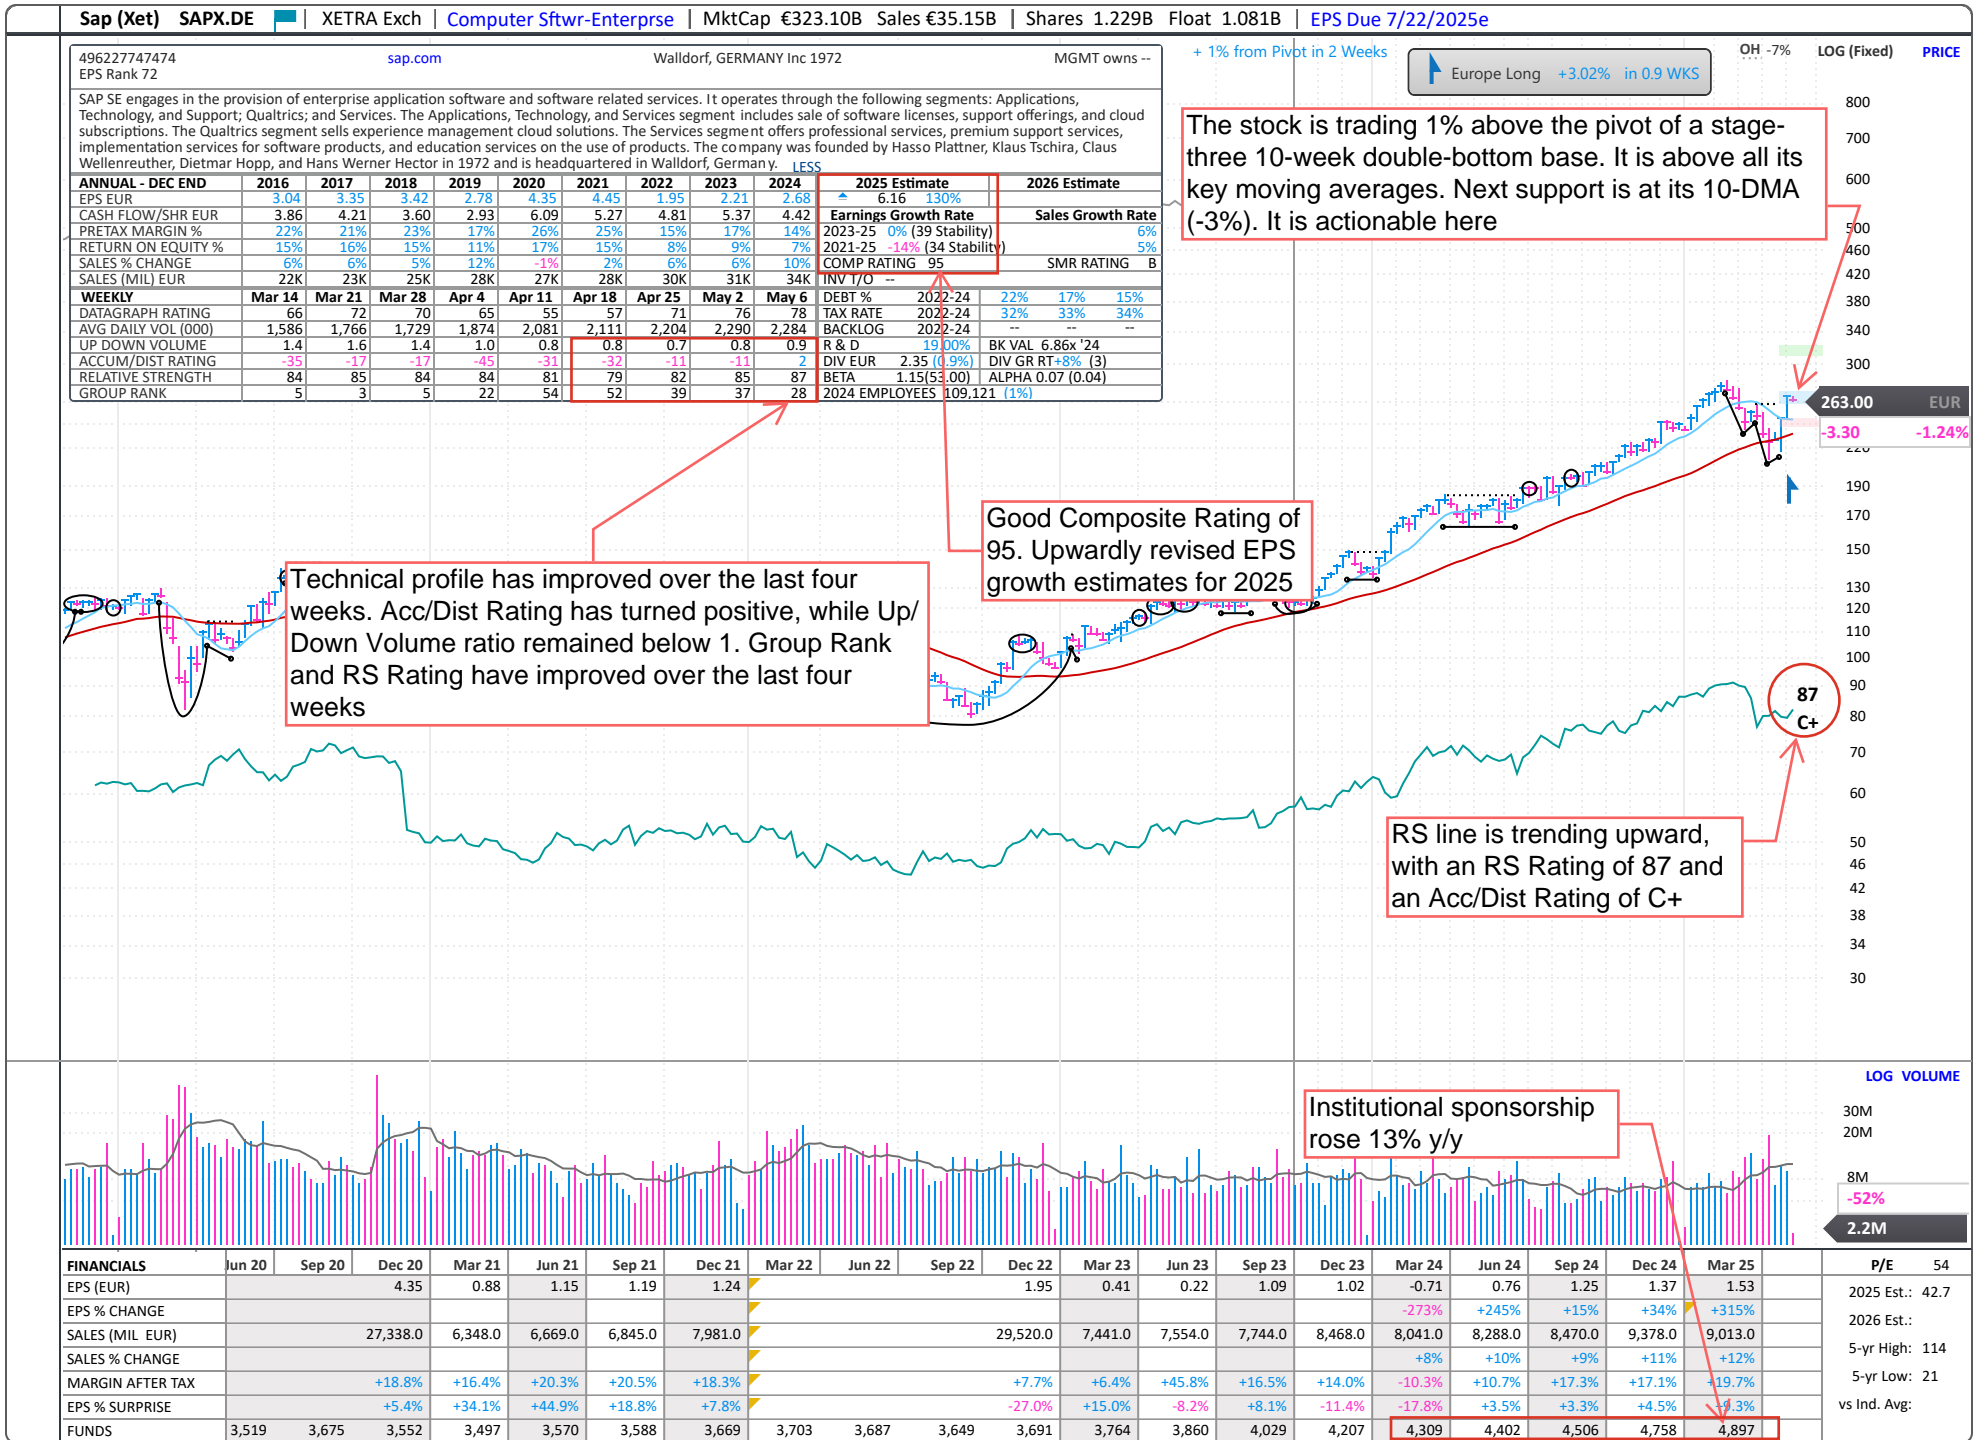 Sap (Xet) SAPX.DE XETRA Exch Computer Sftwr-Enterprse MktCap €323.10B Sales €35.15B Shares 1.229B Float 1.081B EPS Due 7/22/2025e
496227747474 sap.com Walldorf, GERMANY Inc 1972 MGMT owns --
EPS Rank 72
SAP SE engages in the provision of enterprise application software and software related services. It operates through the following segments: Applications,
Technology, and Support; Qualtrics; and Services. The Applications, Technology, and Services segment includes sale of software licenses, support offerings, and cloud
subscriptions. The Qualtrics segment sells experience management cloud solutions. The Services segment offers professional services, premium support services,
implementation services for software products, and education services on the use of products. The company was founded by Hasso Plattner, Klaus Tschira, Claus
Wellenreuther, Dietmar Hopp, and Hans Werner Hector in 1972 and is headquartered in Walldorf, Germany. LESS
ANNUAL - DEC END 2016 2017 2018 2019 2020 2021 2022 2023 2024 2025 Estimate 2026 Estimate
EPS EUR 3.04 3.35 3.42 2.78 4.35 4.45 1.95 2.21 2.68 6.16 130%
CASH FLOW/SHR EUR 3.86 4.21 3.60 2.93 6.09 5.27 4.81 5.37 4.42 Earnings Growth Rate Sales Growth Rate
PRETAX MARGIN % 22% 21% 23% 17% 26% 25% 15% 17% 14% 2023-25 0% (39 Stability) 6%
RETURN ON EQUITY % 15% 16% 15% 11% 17% 15% 8% 9% 7% 2021-25 -14% (34 Stability) 5%
SALES % CHANGE 6% 6% 5% 12% -1% 2% 6% 6% 10% COMP RATING 95 SMR RATING B
SALES (MIL) EUR 22K 23K 25K 28K 27K 28K 30K 31K 34K INV T/O --
WEEKLY Mar 14 Mar 21 Mar 28 Apr 4 Apr 11 Apr 18 Apr 25 May 2 May 6 DEBT % 2022-24 22% 17% 15%
DATAGRAPH RATING 66 72 70 65 55 57 71 76 78 TAX RATE 2022-24 32% 33% 34%
AVG DAILY VOL (000) 1,586 1,766 1,729 1,874 2,081 2,111 2,204 2,290 2,284 BACKLOG 2022-24 -- -- --
UP DOWN VOLUME 1.4 1.6 1.4 1.0 0.8 0.8 0.7 0.8 0.9 R & D 19.00% BK VAL 6.86x '24
ACCUM/DIST RATING -35 -17 -17 -45 -31 -32 -11 -11 2 DIV EUR 2.35 (0.9%) DIV GR RT +8% (3)
RELATIVE STRENGTH 84 85 84 84 81 79 82 85 87 BETA 1.15(53.00) ALPHA 0.07 (0.04)
GROUP RANK 5 3 5 22 54 52 39 37 28 2024 EMPLOYEES 109,121 (1%)
+ 1% from Pivot in 2 Weeks
Europe Long +3.02% in 0.9 WKS
OH -7% LOG (Fixed) PRICE
The stock is trading 1% above the pivot of a stage-
three 10-week double-bottom base. It is above all its
key moving averages. Next support is at its 10-DMA
(-3%). It is actionable here
800
700
600
500
460
420
380
340
300
263.00 EUR
-3.30 -1.24%
220
190
170
150
130
120
110
100
90
80
70
60
50
46
42
38
34
30
Good Composite Rating of
95. Upwardly revised EPS
growth estimates for 2025
Technical profile has improved over the last four
weeks. Acc/Dist Rating has turned positive, while Up/
Down Volume ratio remained below 1. Group Rank
and RS Rating have improved over the last four
weeks
87
C+
RS line is trending upward,
with an RS Rating of 87 and
an Acc/Dist Rating of C+
LOG VOLUME
Institutional sponsorship
rose 13% y/y
30M
20M
8M
-52%
2.2M
FINANCIALS Jun 20 Sep 20 Dec 20 Mar 21 Jun 21 Sep 21 Dec 21 Mar 22 Jun 22 Sep 22 Dec 22 Mar 23 Jun 23 Sep 23 Dec 23 Mar 24 Jun 24 Sep 24 Dec 24 Mar 25 P/E 54
EPS (EUR) 4.35 0.88 1.15 1.19 1.24 1.95 0.41 0.22 1.09 1.02 -0.71 0.76 1.25 1.37 1.53 2025 Est.: 42.7
EPS % CHANGE -273% +245% +15% +34% +315% 2026 Est.:
SALES (MIL EUR) 27,338.0 6,348.0 6,669.0 6,845.0 7,981.0 29,520.0 7,441.0 7,554.0 7,744.0 8,468.0 8,041.0 8,288.0 8,470.0 9,378.0 9,013.0
SALES % CHANGE +8% +10% +9% +11% +12% 5-yr High: 114
MARGIN AFTER TAX +18.8% +16.4% +20.3% +20.5% +18.3% +7.7% +6.4% +45.8% +16.5% +14.0% -10.3% +10.7% +17.3% +17.1% +19.7% 5-yr Low: 21
EPS % SURPRISE +5.4% +34.1% +44.9% +18.8% +7.8% -27.0% +15.0% -8.2% +8.1% -11.4% -17.8% +3.5% +3.3% +4.5% +9.3% vs Ind. Avg:
FUNDS 3,519 3,675 3,552 3,497 3,570 3,588 3,669 3,703 3,687 3,649 3,691 3,764 3,860 4,029 4,207 4,309 4,402 4,506 4,758 4,897